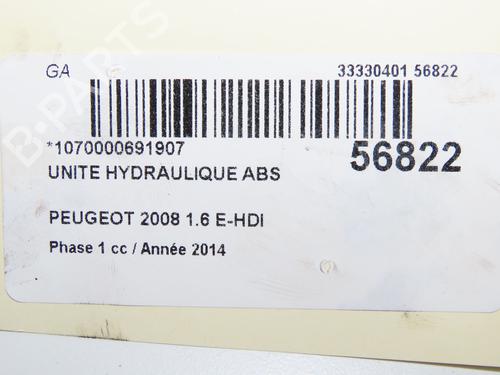 GA 33330401 56822
*1070000691907 56822
UNITE HYDRAULIQUE ABS
PEUGEOT 2008 1.6 E-HDI
Phase 1 cc / Année 2014
B-PARTS